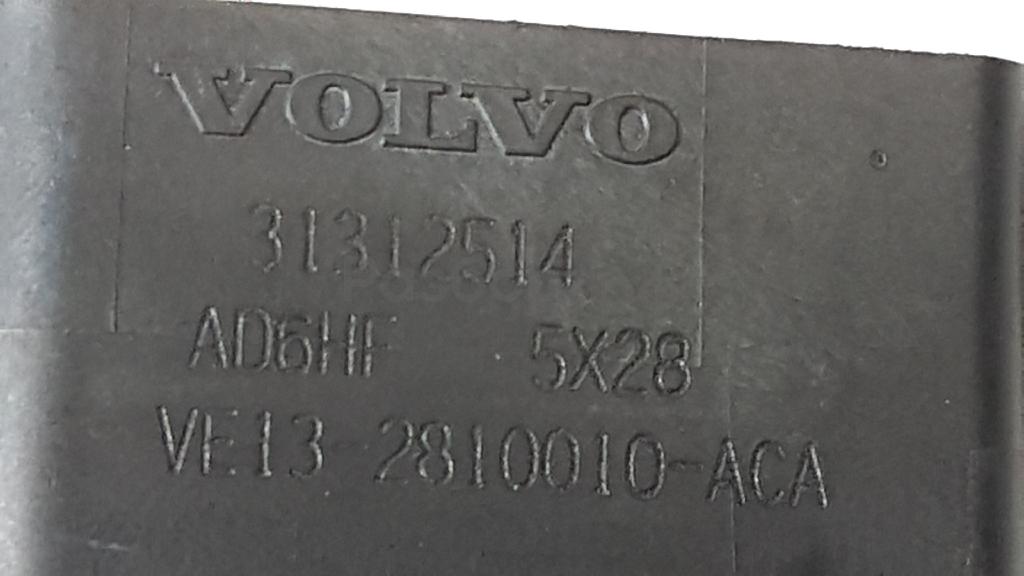 VOLVO
31312514
AD6HF 5X28
VE13-2810010-ACA